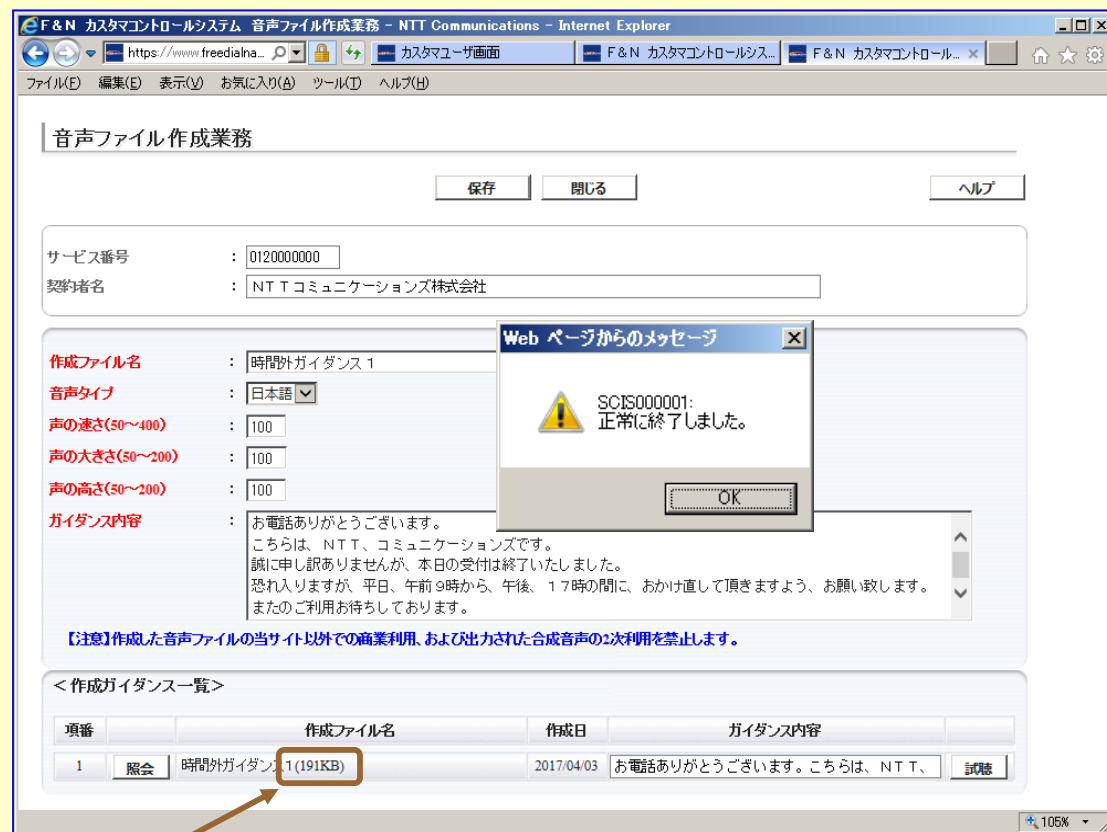 F&N カスタマコントロールシステム 音声ファイル作成業務 - NTT Communications - Internet Explorer
https://www.freedialna... カスタマユーザ画面 F&N カスタマコントロールシス... F&N カスタマコントロール...
ファイル(F) 編集(E) 表示(V) お気に入り(A) ツール(T) ヘルプ(H)
音声ファイル作成業務
保存 閉じる ヘルプ
サービス番号 : 0120000000
契約者名 : NTTコミュニケーションズ株式会社
Web ページからのメッセージ
SCIS000001:
正常に終了しました。
OK
作成ファイル名 : 時間外ガイダンス1
音声タイプ : 日本語
声の速さ(50～400) : 100
声の大きさ(50～200) : 100
声の高さ(50～200) : 100
ガイダンス内容 : お電話ありがとうございます。
こちらは、NTT、コミュニケーションズです。
誠に申し訳ありませんが、本日の受付は終了いたしました。
恐れ入りますが、平日、午前9時から、午後、17時の間に、おかけ直して頂きますよう、お願い致します。
またのご利用お待ちしております。
【注意】作成した音声ファイルの当サイト以外での商業利用、および出力された合成音声の2次利用を禁止します。
＜作成ガイダンス一覧＞
項番 作成ファイル名 作成日 ガイダンス内容
1 照会 時間外ガイダンス1(191KB) 2017/04/03 お電話ありがとうございます。こちらは、NTT、 試聴
105%